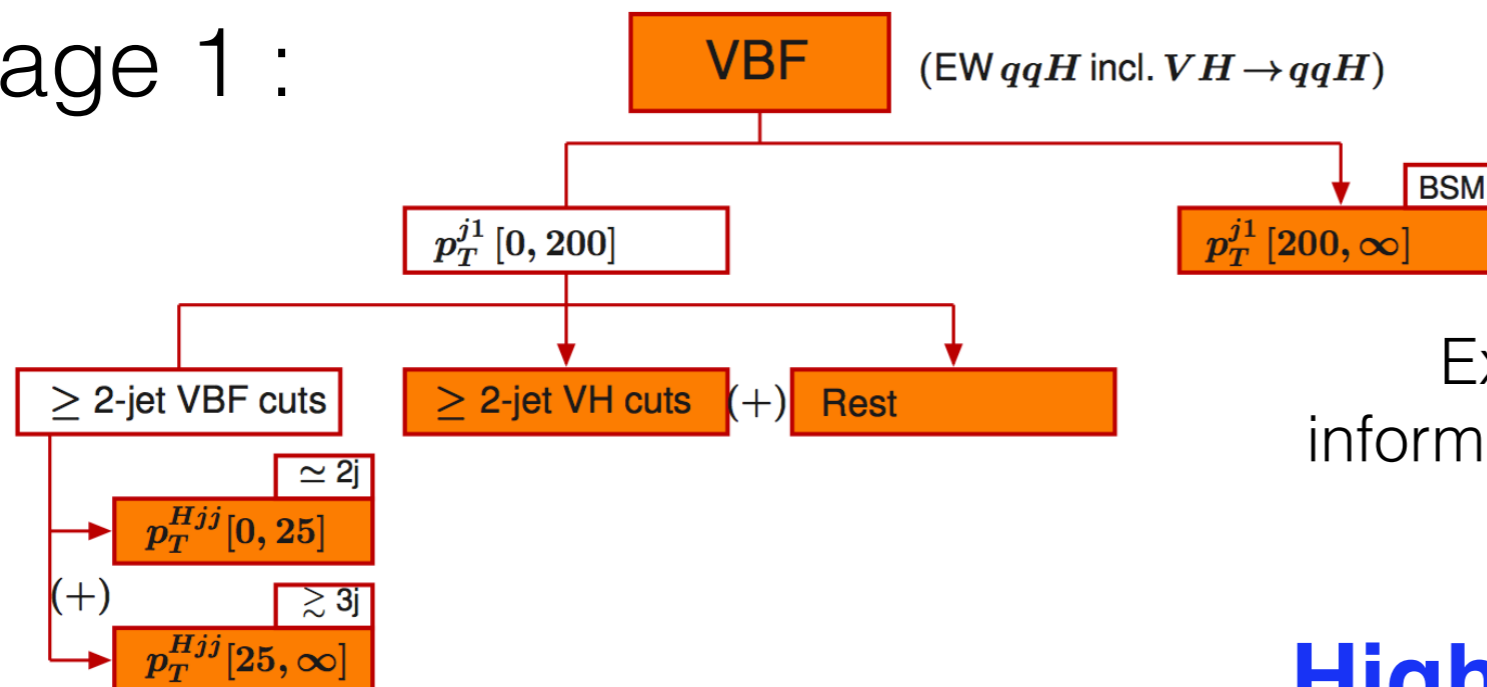 age 1 :
VBF
(EW qqH incl. VH → qqH)
BSM
p_T^{j1} [0, 200]
p_T^{j1} [200, ∞]
≥ 2-jet VBF cuts
≥ 2-jet VH cuts
(+)
Rest
Ex
inform
≃ 2j
p_T^{Hjj} [0, 25]
(+)
≳ 3j
p_T^{Hjj} [25, ∞]
High